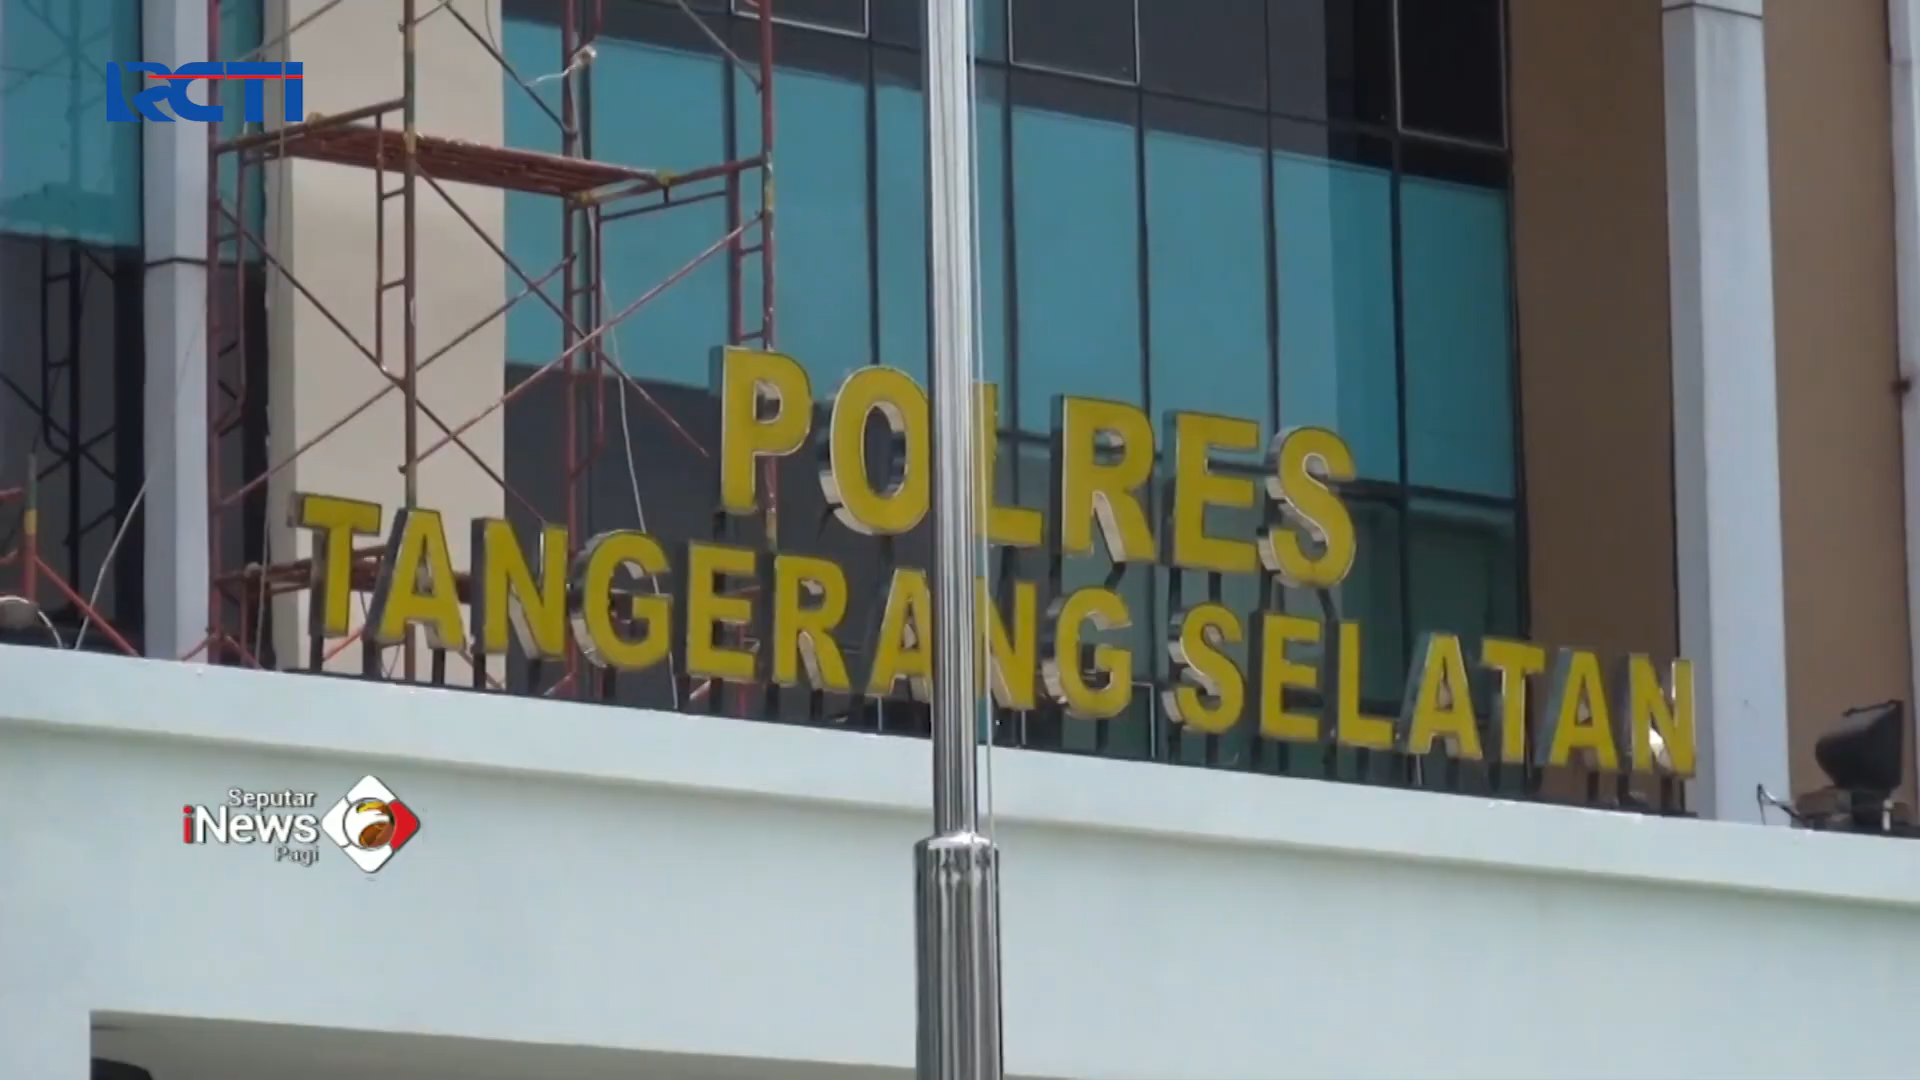 RCTI
POLRES
TANGERANG SELATAN
Seputar
iNews
Pagi